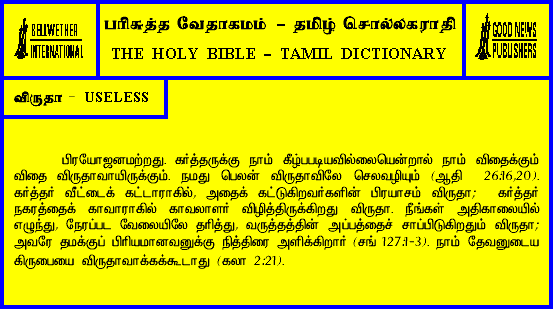 BELLWETHER
INTERNATIONAL
பரிசுத்த வேதாகமம் – தமிழ் சொல்லகராதி
THE HOLY BIBLE – TAMIL DICTIONARY
GOOD NEWS
PUBLISHERS
விருதா - USELESS
பிரயோஜனமற்றது. கர்த்தருக்கு நாம் கீழ்படியவில்லையென்றால் நாம் விதைக்கும்
விதை விருதாவாயிருக்கும். நமது பெலன் விருதாவிலே செலவழியும் (ஆதி 26:16,20).
கர்த்தர் வீட்டைக் கட்டாராகில், அதைக் கட்டுகிறவர்களின் பிரயாசம் விருதா; கர்த்தர்
நகரத்தைக் காவாராகில் காவலாளர் விழித்திருக்கிறது விருதா. நீங்கள் அதிகாலையில்
எழுந்து, நேரப்பட வேலையிலே தரித்து, வருத்தத்தின் அப்பத்தைச் சாப்பிடுகிறதும் விருதா;
அவரே தமக்குப் பிரியமானவனுக்கு நித்திரை அளிக்கிறார் (சங் 127:1-3). நாம் தேவனுடைய
கிருபையை விருதாவாக்கக்கூடாது (கலா 2:21).